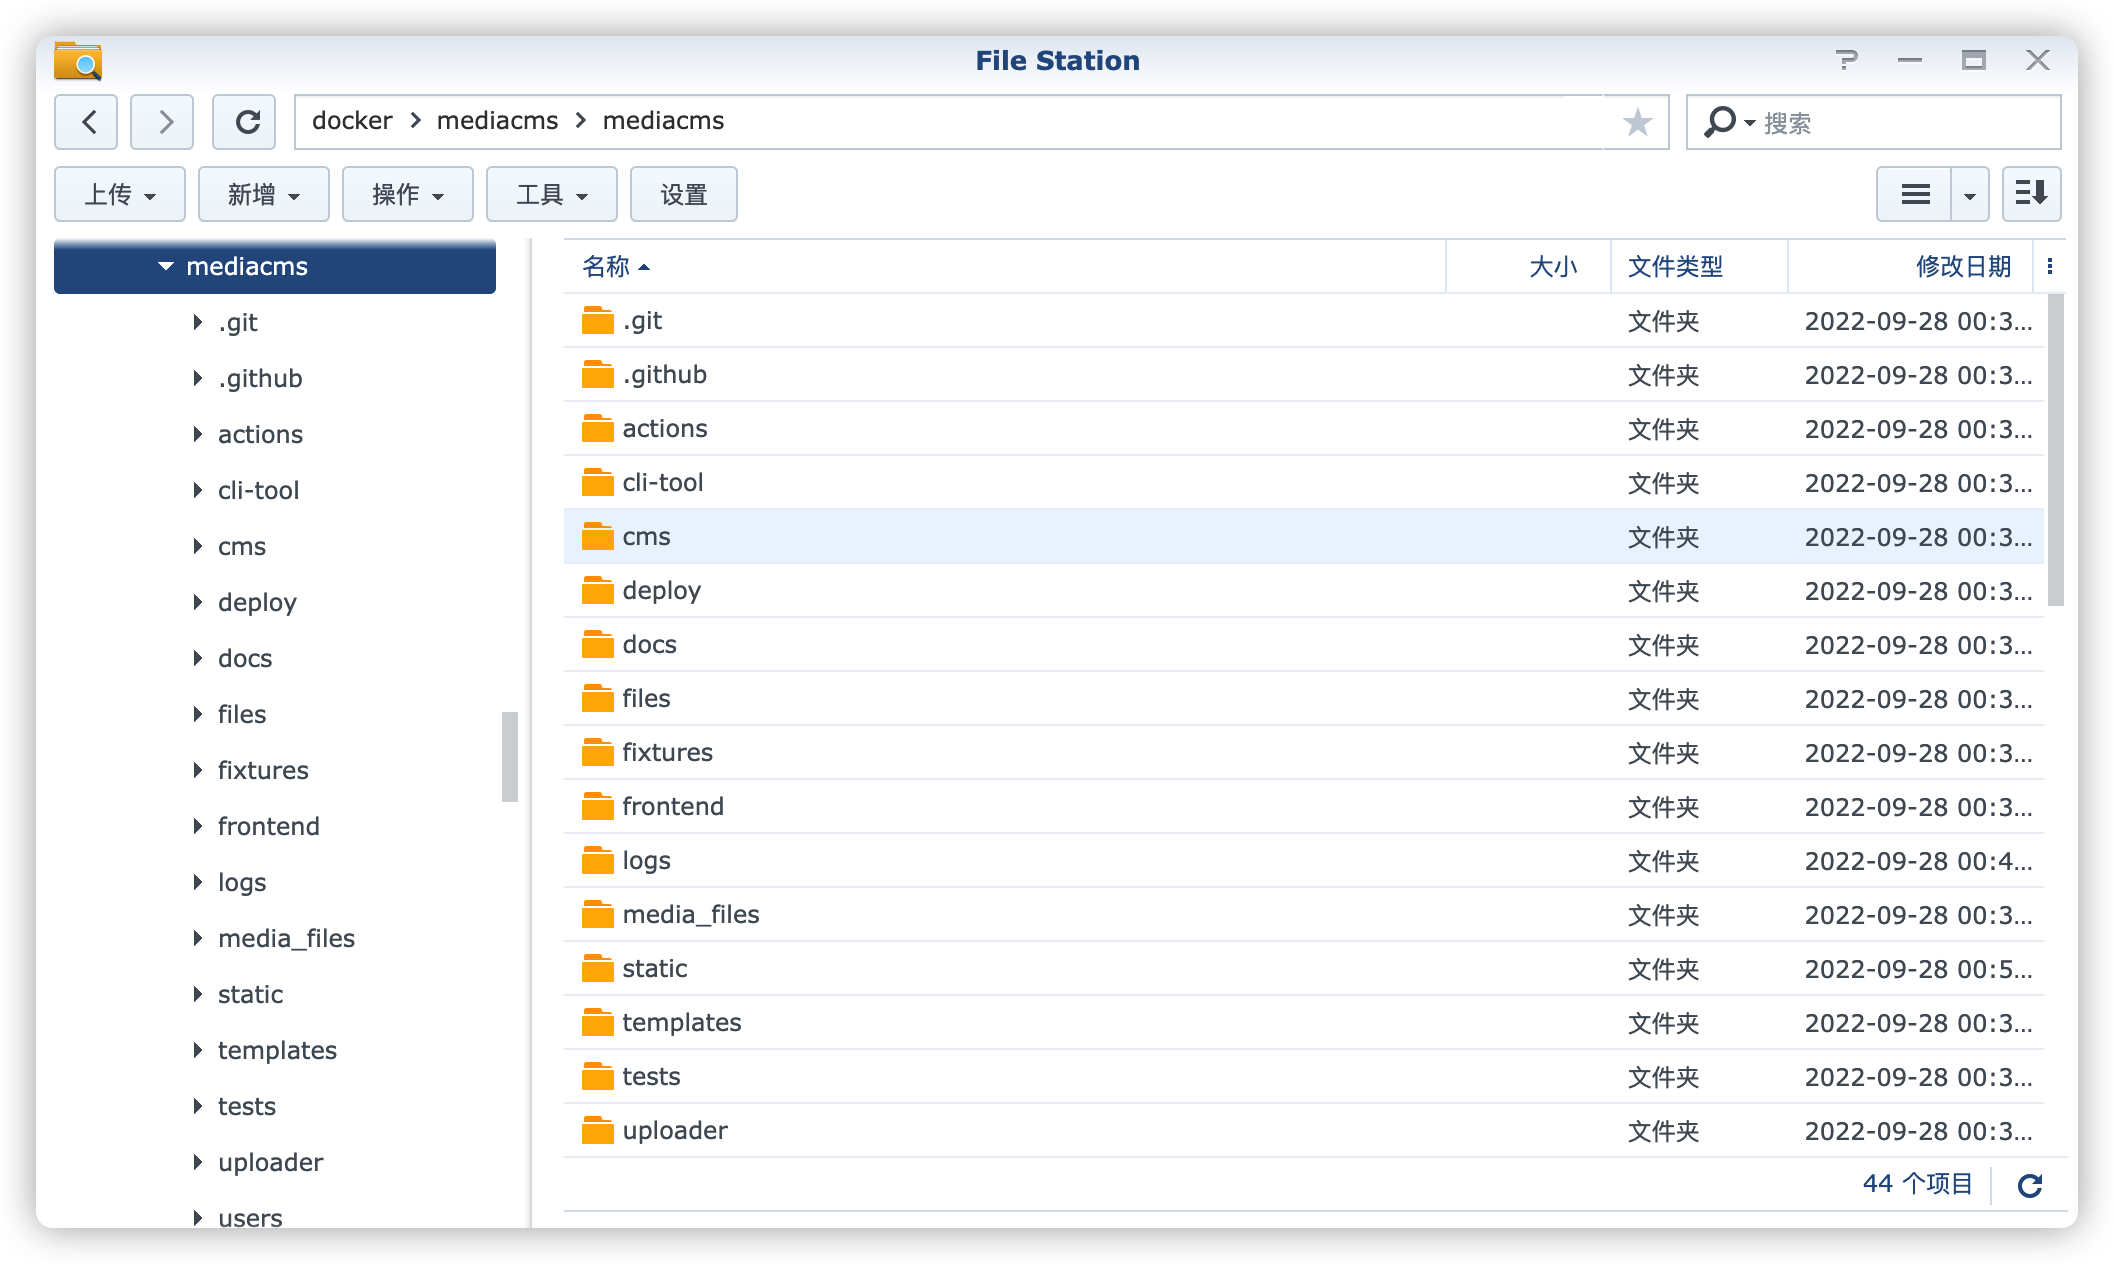 File Station
docker > mediacms > mediacms
搜索
上传 新增 操作 工具 设置
mediacms
.git
.github
actions
cli-tool
cms
deploy
docs
files
fixtures
frontend
logs
media_files
static
templates
tests
uploader
users
名称 大小 文件类型 修改日期
.git 文件夹 2022-09-28 00:3...
.github 文件夹 2022-09-28 00:3...
actions 文件夹 2022-09-28 00:3...
cli-tool 文件夹 2022-09-28 00:3...
cms 文件夹 2022-09-28 00:3...
deploy 文件夹 2022-09-28 00:3...
docs 文件夹 2022-09-28 00:3...
files 文件夹 2022-09-28 00:3...
fixtures 文件夹 2022-09-28 00:3...
frontend 文件夹 2022-09-28 00:3...
logs 文件夹 2022-09-28 00:4...
media_files 文件夹 2022-09-28 00:3...
static 文件夹 2022-09-28 00:5...
templates 文件夹 2022-09-28 00:3...
tests 文件夹 2022-09-28 00:3...
uploader 文件夹 2022-09-28 00:3...
44 个项目